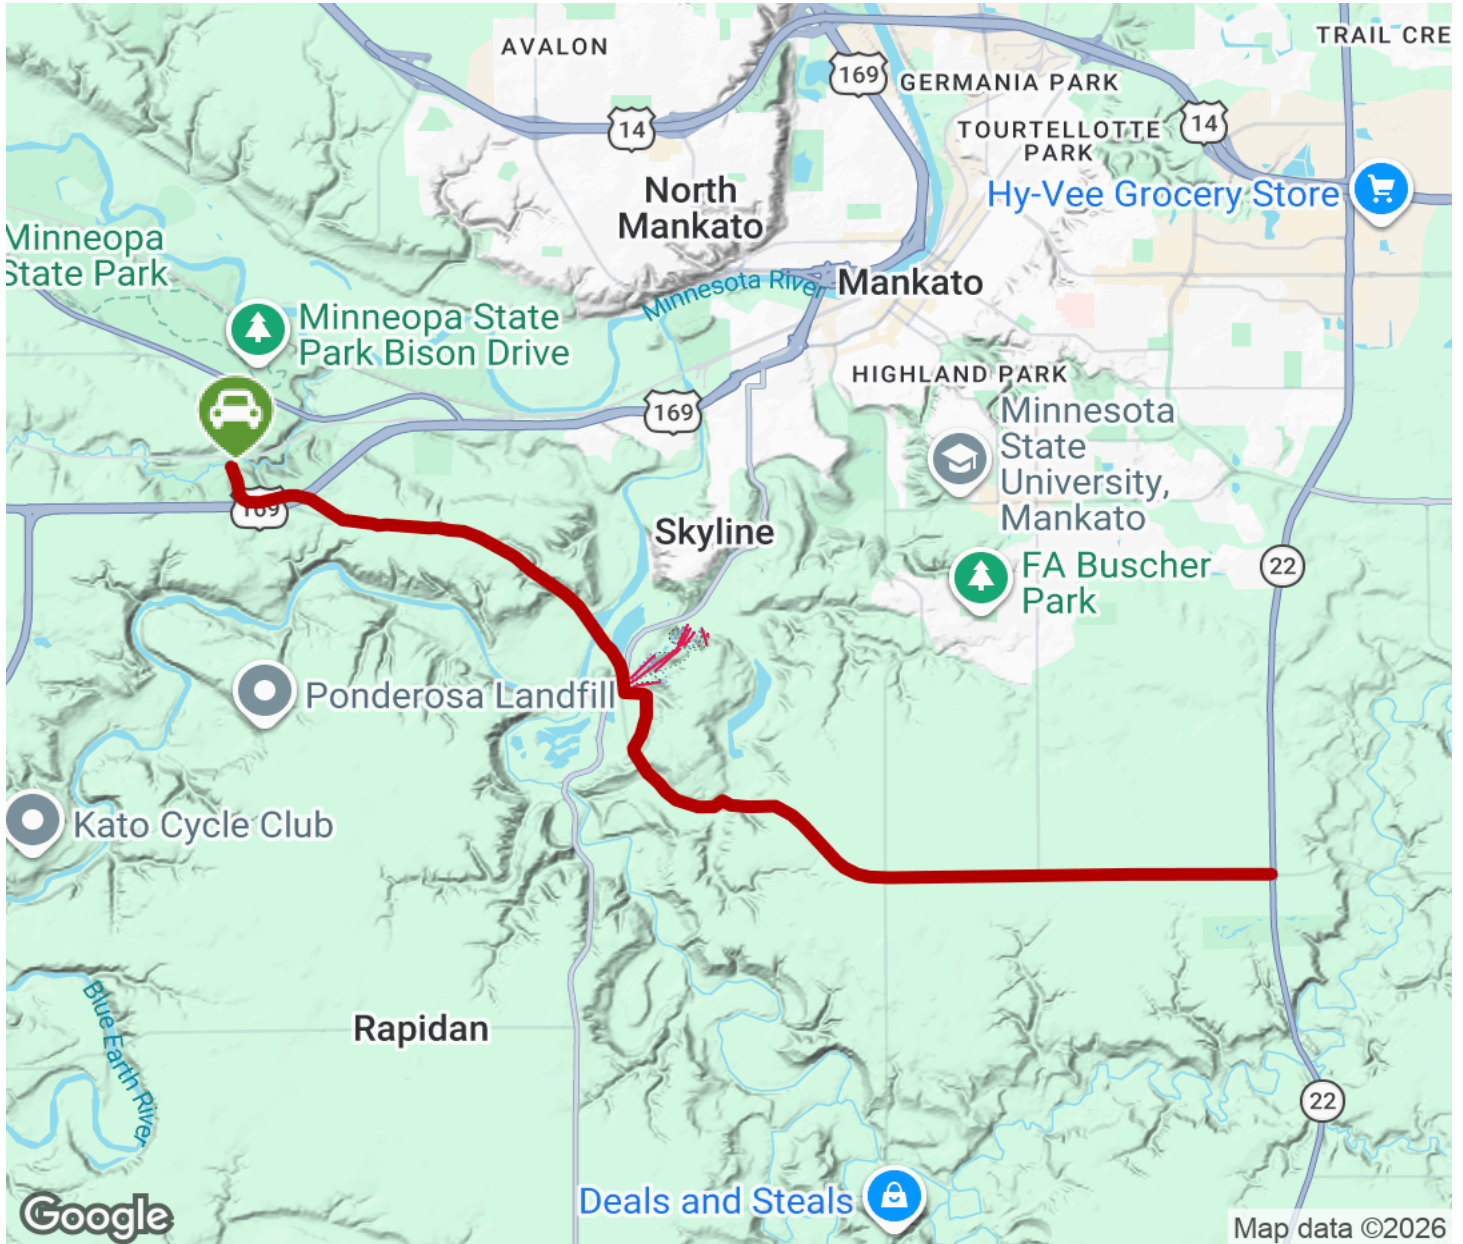 AVALON
TRAIL CRE
169
GERMANIA PARK
14
TOURTELLOTTE
PARK
14
North
Mankato
Hy-Vee Grocery Store
Minneopa
State Park
Minnesota River
Mankato
Minneopa State
Park Bison Drive
HIGHLAND PARK
169
Minnesota
State
University,
Mankato
169
Skyline
FA Buscher
Park
22
Ponderosa Landfill
Kato Cycle Club
Blue Earth River
Rapidan
22
Deals and Steals
Google
Map data ©2026